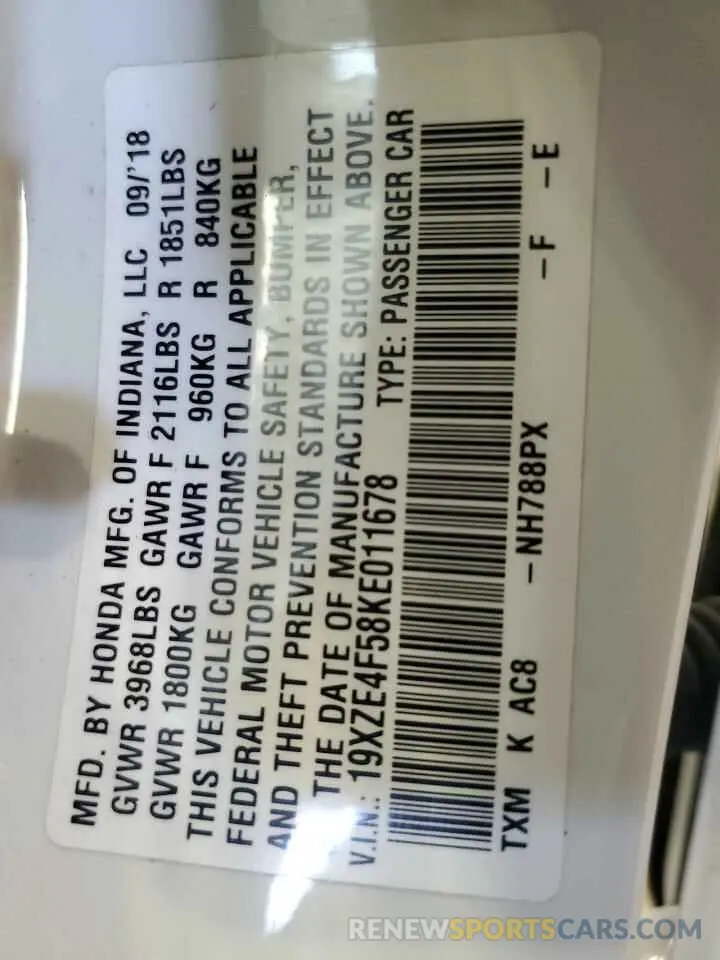 MFD. BY HONDA MFG. OF INDIANA, LLC 09/'18
GVWR 3968LBS GAWR F 2116LBS R 1851LBS
GVWR 1800KG GAWR F 960KG R 840KG
THIS VEHICLE CONFORMS TO ALL APPLICABLE
FEDERAL MOTOR VEHICLE SAFETY, BUMPER,
AND THEFT PREVENTION STANDARDS IN EFFECT
THE DATE OF MANUFACTURE SHOWN ABOVE.
V.I.N.: 19XZE4F58KE011678 TYPE: PASSENGER CAR
TXM K AC8 -NH788PX -F -E
RENEWSPORTSCARS.COM